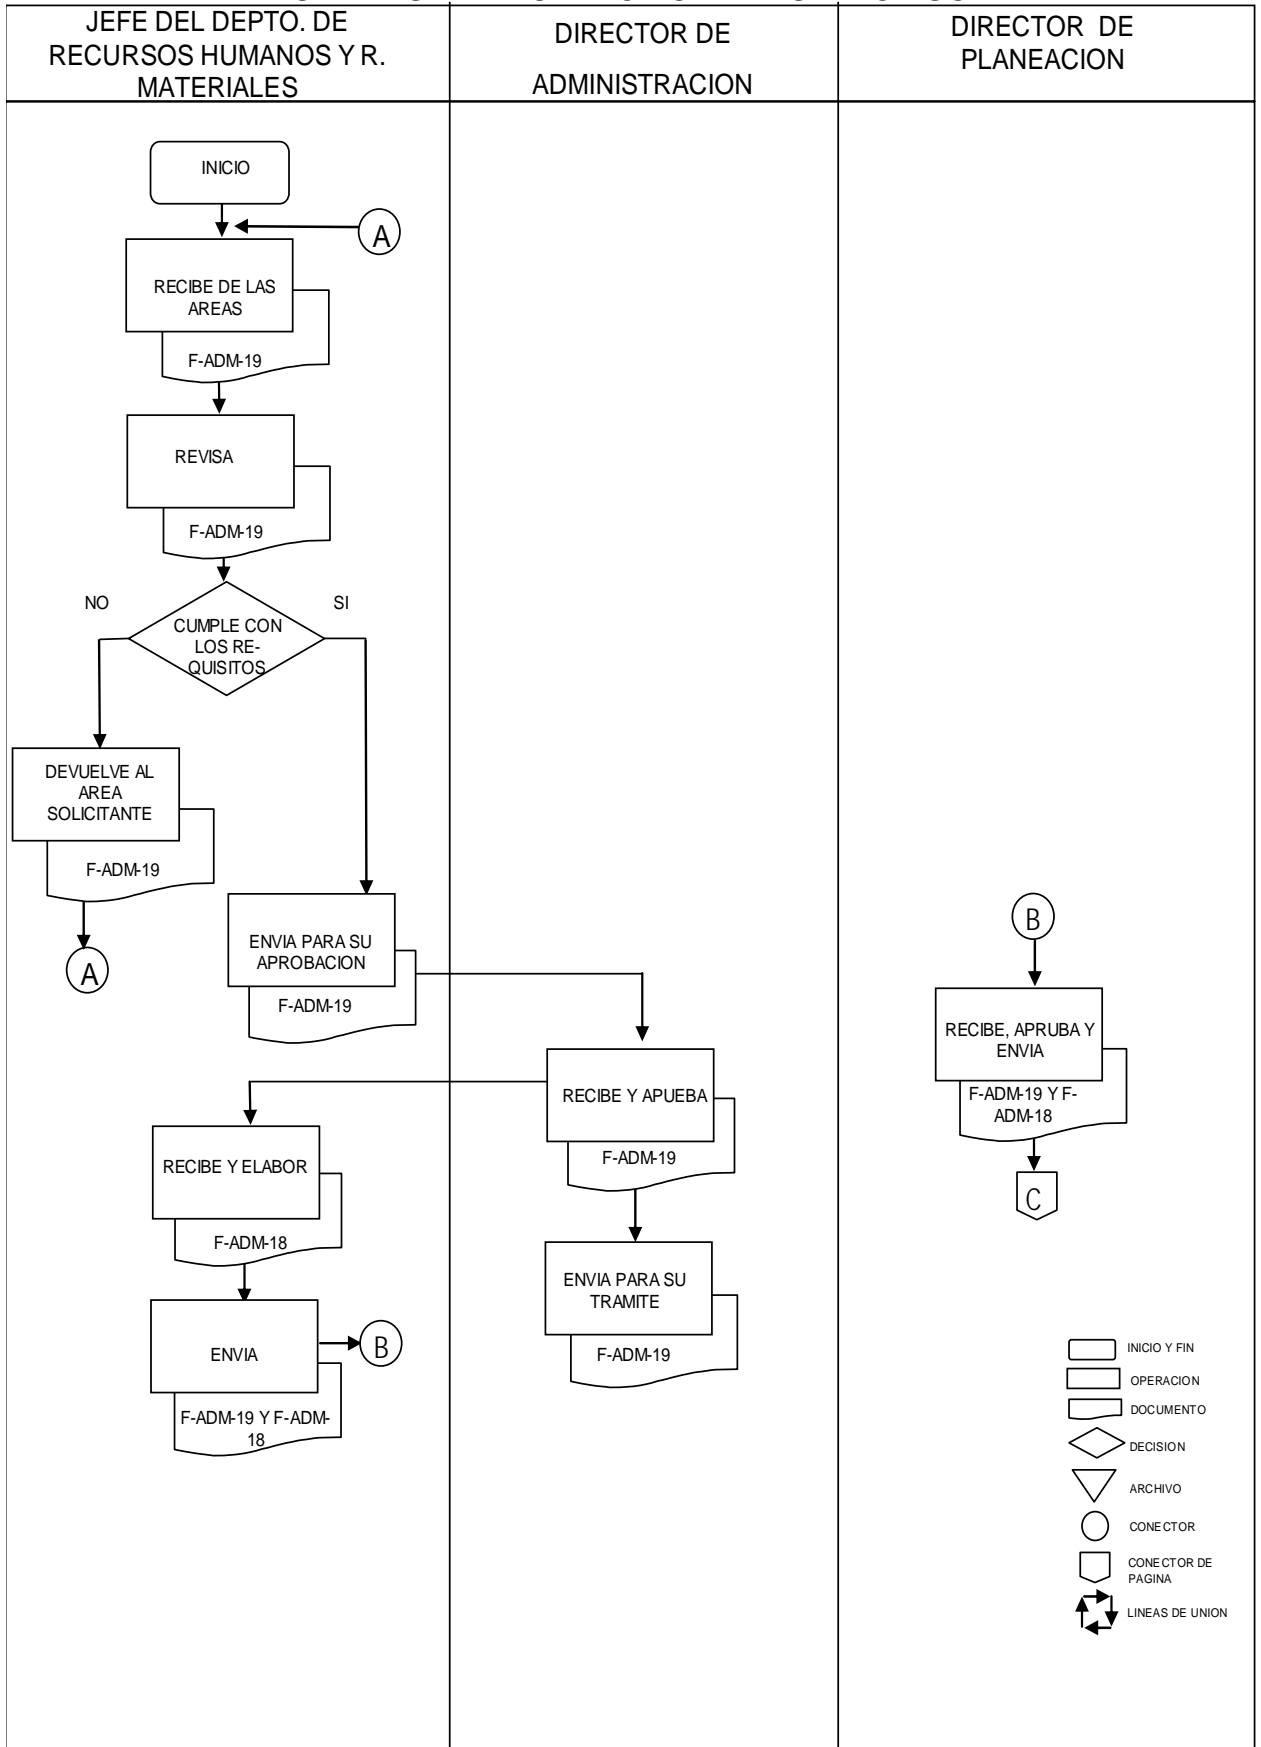 JEFE DEL DEPTO. DE
RECURSOS HUMANOS Y R.
MATERIALES
DIRECTOR DE
ADMINISTRACION
DIRECTOR DE
PLANEACION
INICIO
A
RECIBE DE LAS
AREAS
F-ADM-19
REVISA
F-ADM-19
NO
SI
CUMPLE CON
LOS RE-
QUISITOS
DEVUELVE AL
AREA
SOLICITANTE
F-ADM-19
A
ENVIA PARA SU
APROBACION
F-ADM-19
B
RECIBE, APRUBA Y
ENVIA
F-ADM-19 Y F-
ADM-18
C
RECIBE Y APUEBA
F-ADM-19
RECIBE Y ELABOR
F-ADM-18
ENVIA PARA SU
TRAMITE
F-ADM-19
ENVIA
B
F-ADM-19 Y F-ADM-
18
INICIO Y FIN
OPERACION
DOCUMENTO
DECISION
ARCHIVO
CONECTOR
CONECTOR DE
PAGINA
LINEAS DE UNION